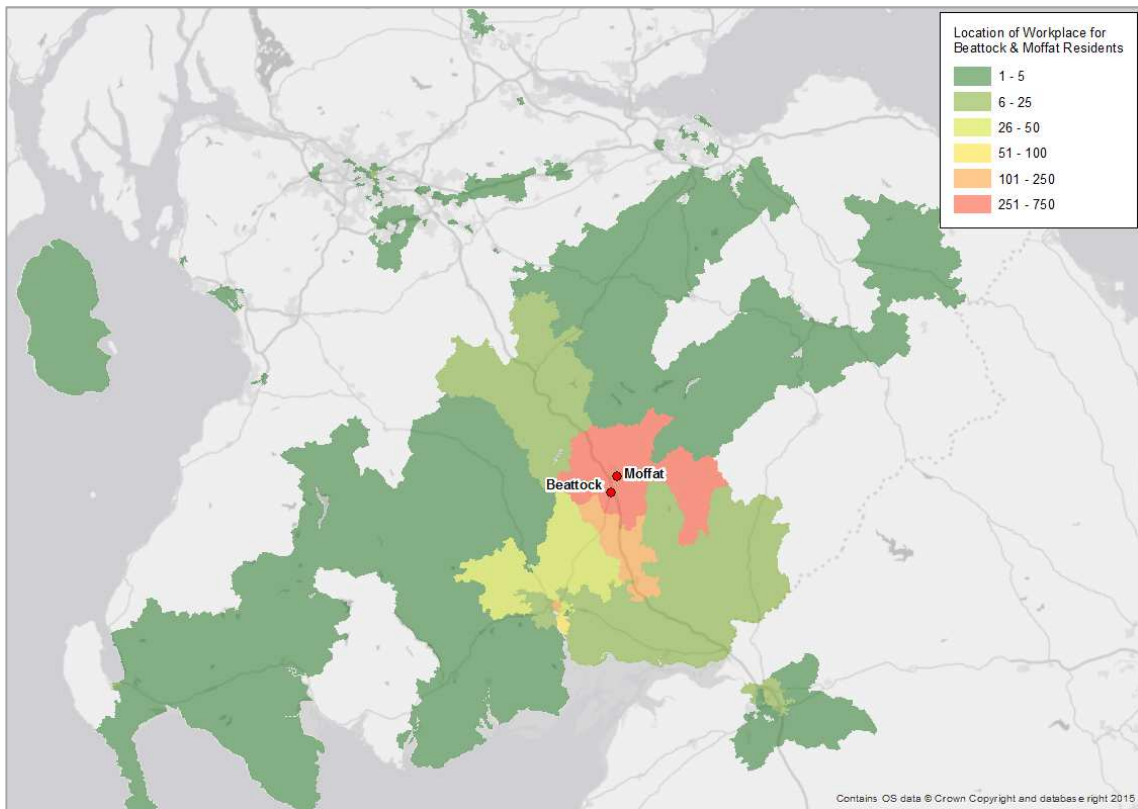 Location of Workplace for
Beattock & Moffat Residents
1 - 5
6 - 25
26 - 50
51 - 100
101 - 250
251 - 750
Moffat
Beattock
Contains OS data © Crown Copyright and database right 2015